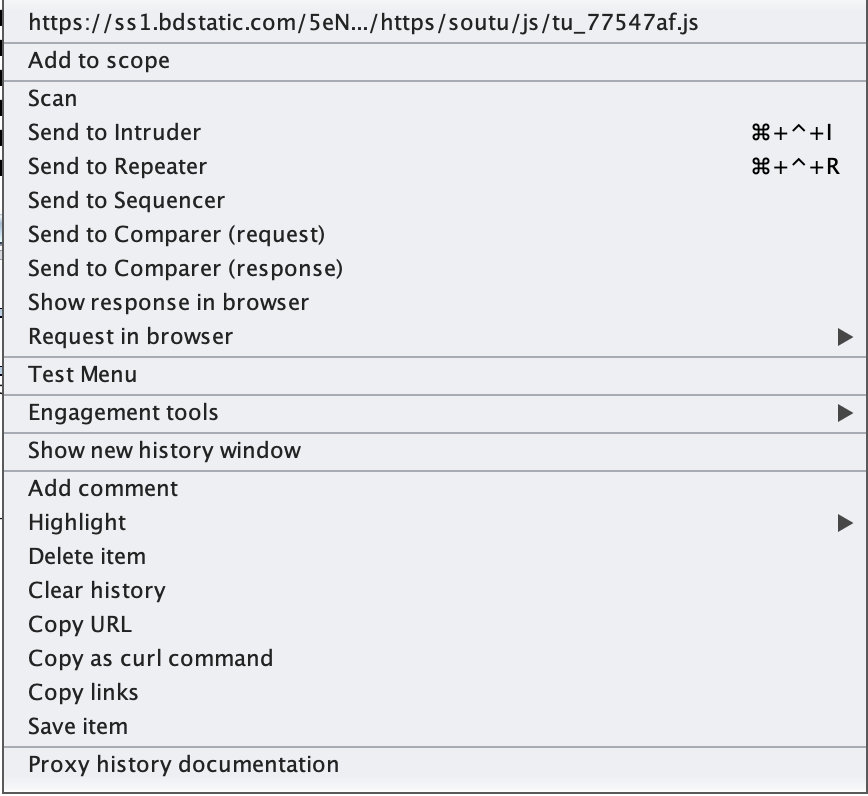 https://ss1.bdstatic.com/5eN.../https/soutu/js/tu_77547af.js
Add to scope
Scan
Send to Intruder ⌘+^+I
Send to Repeater ⌘+^+R
Send to Sequencer
Send to Comparer (request)
Send to Comparer (response)
Show response in browser
Request in browser
Test Menu
Engagement tools
Show new history window
Add comment
Highlight
Delete item
Clear history
Copy URL
Copy as curl command
Copy links
Save item
Proxy history documentation